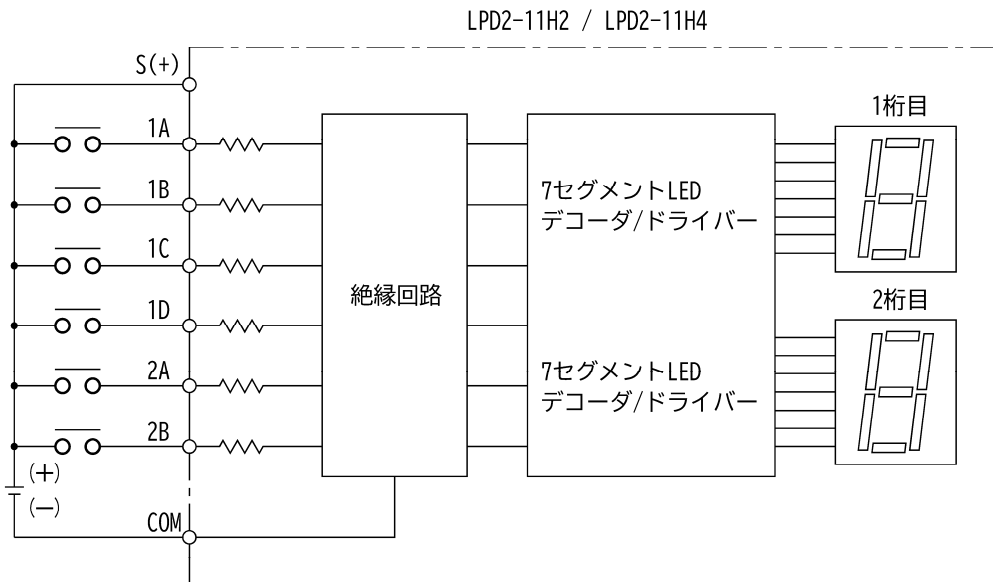 LPD2-11H2 / LPD2-11H4
S(+)
1A
1B
1C
1D
2A
2B
(+)
(−)
COM
絶縁回路
7セグメントLED
デコーダ/ドライバー
7セグメントLED
デコーダ/ドライバー
1桁目
2桁目